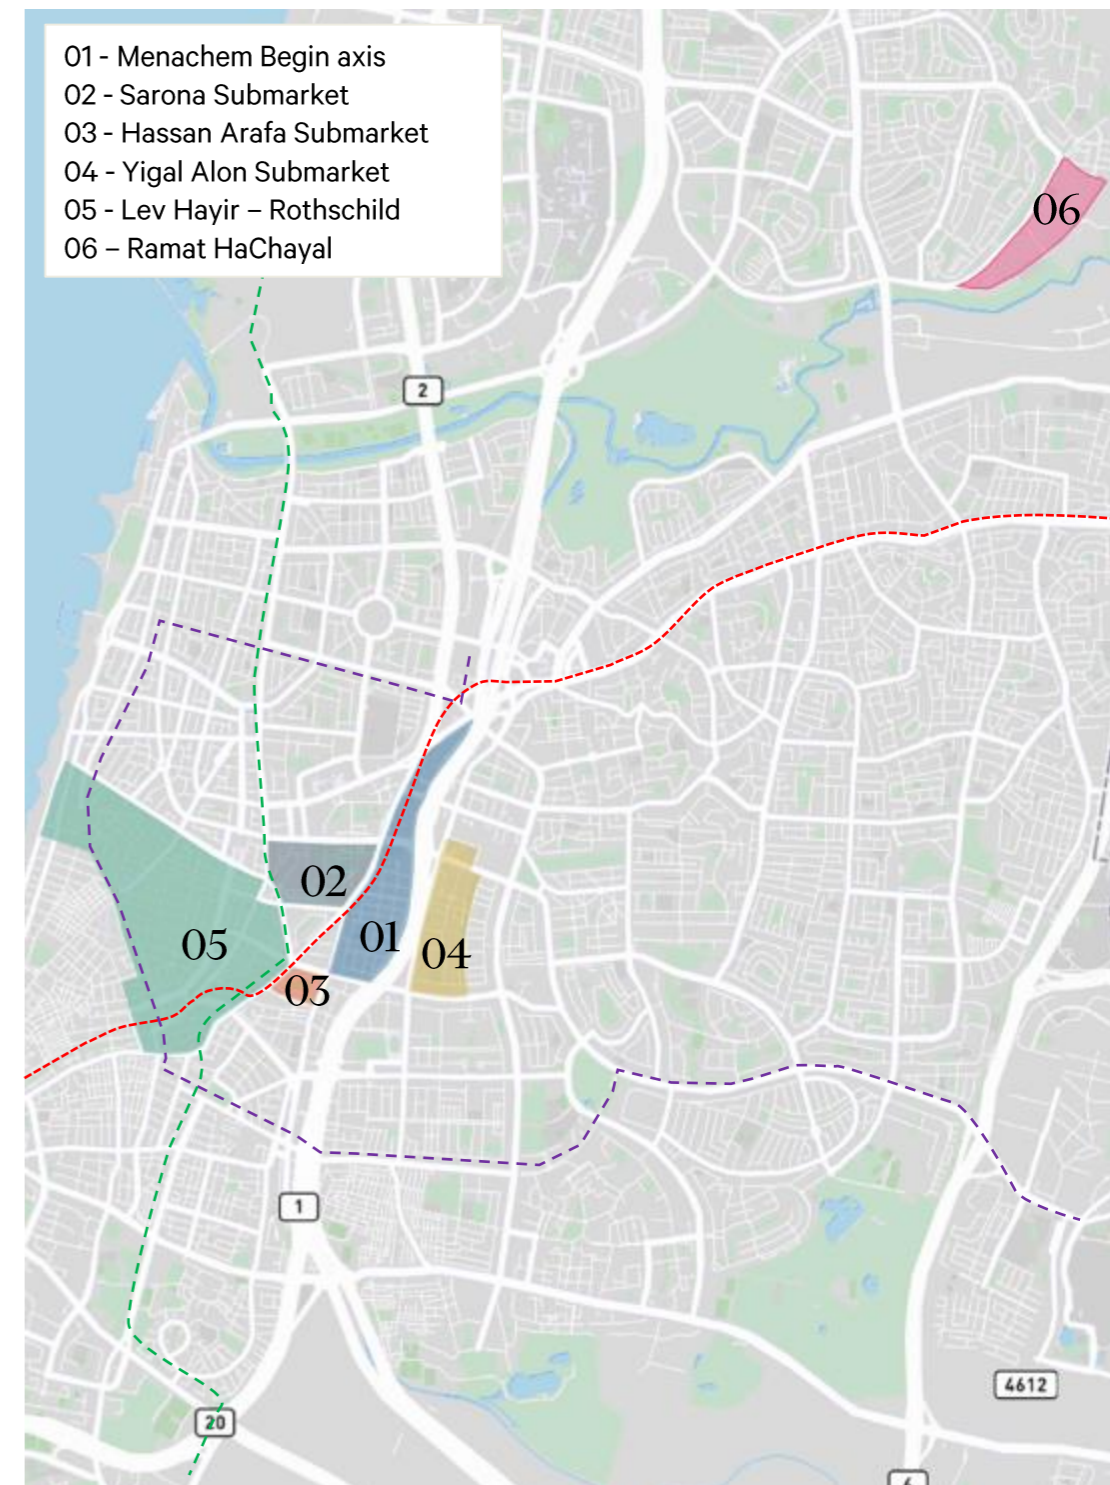 01 - Menachem Begin axis
02 - Sarona Submarket
03 - Hassan Arafa Submarket
04 - Yigal Alon Submarket
05 - Lev Hayir – Rothschild
06 – Ramat HaChayal
06
2
02
01
05
04
03
1
4612
20